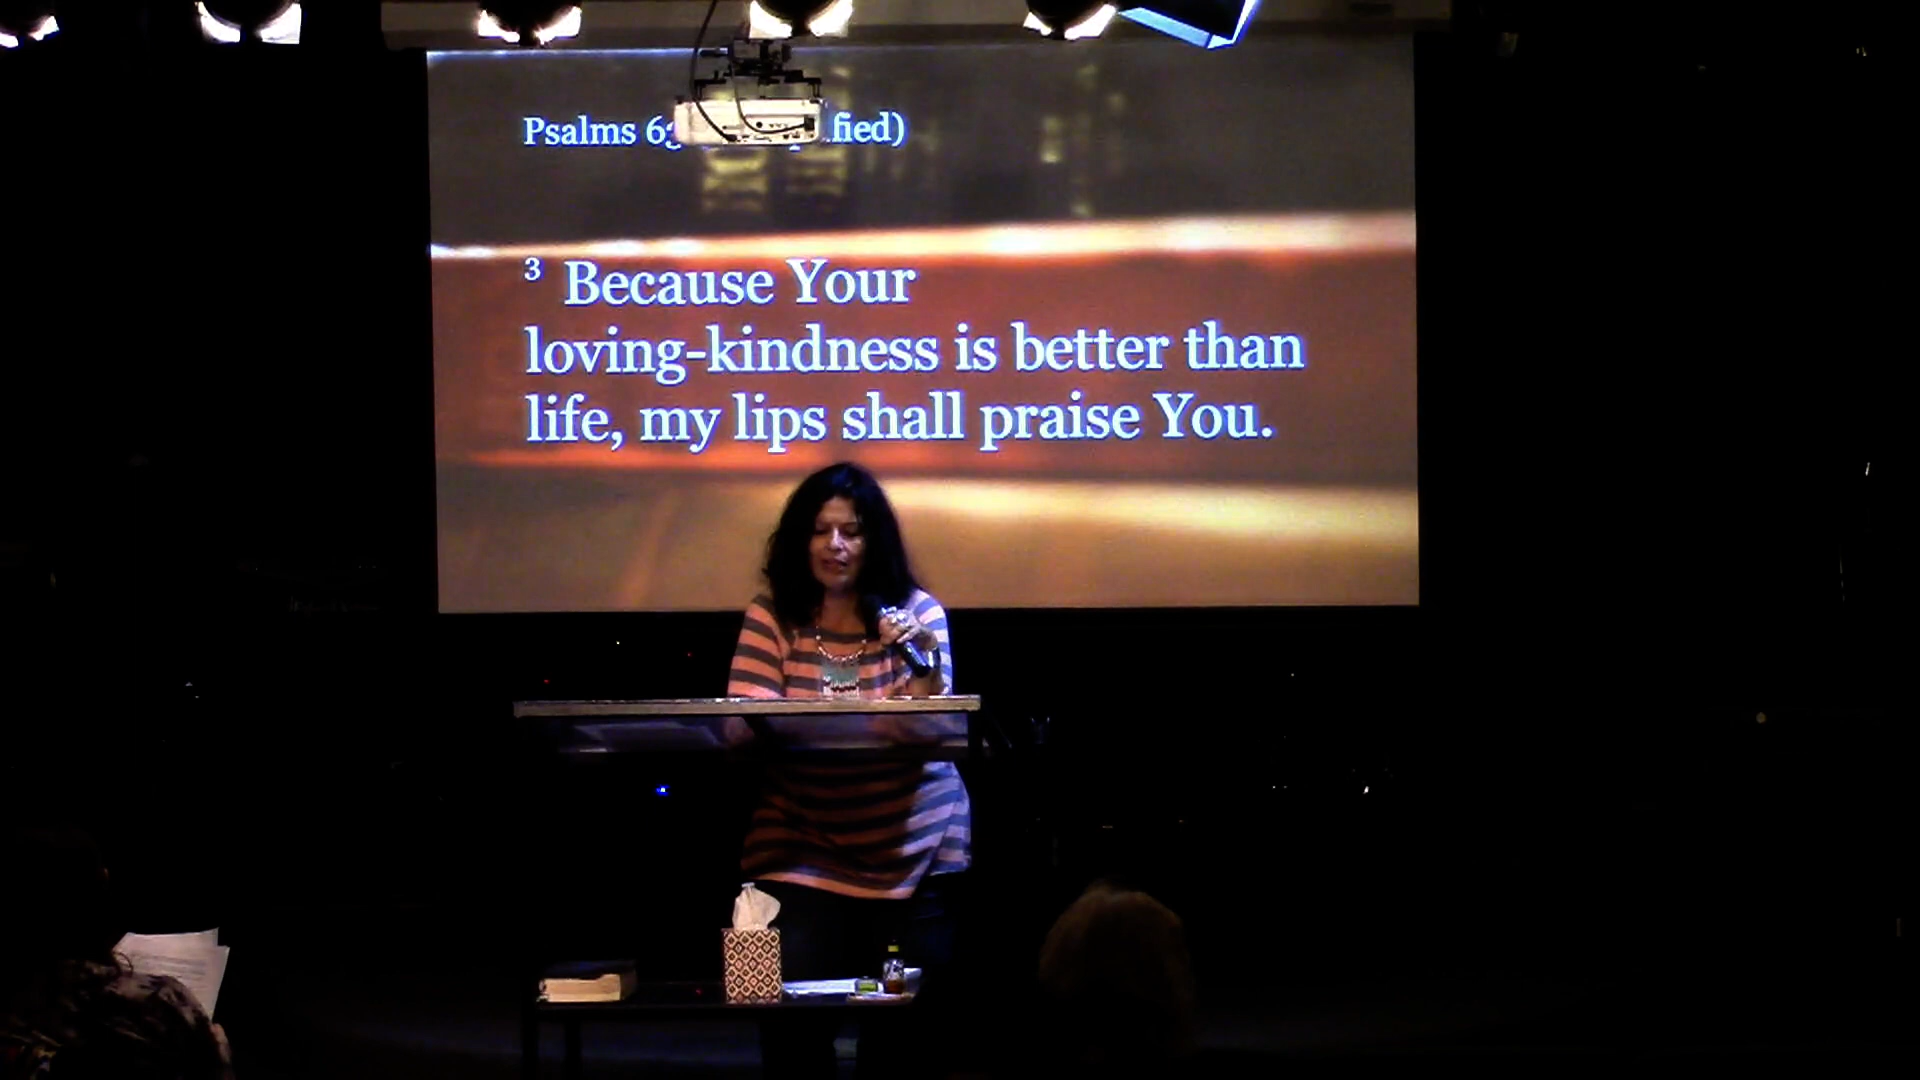 Psalms 6 fied)
3 Because Your
loving-kindness is better than
life, my lips shall praise You.